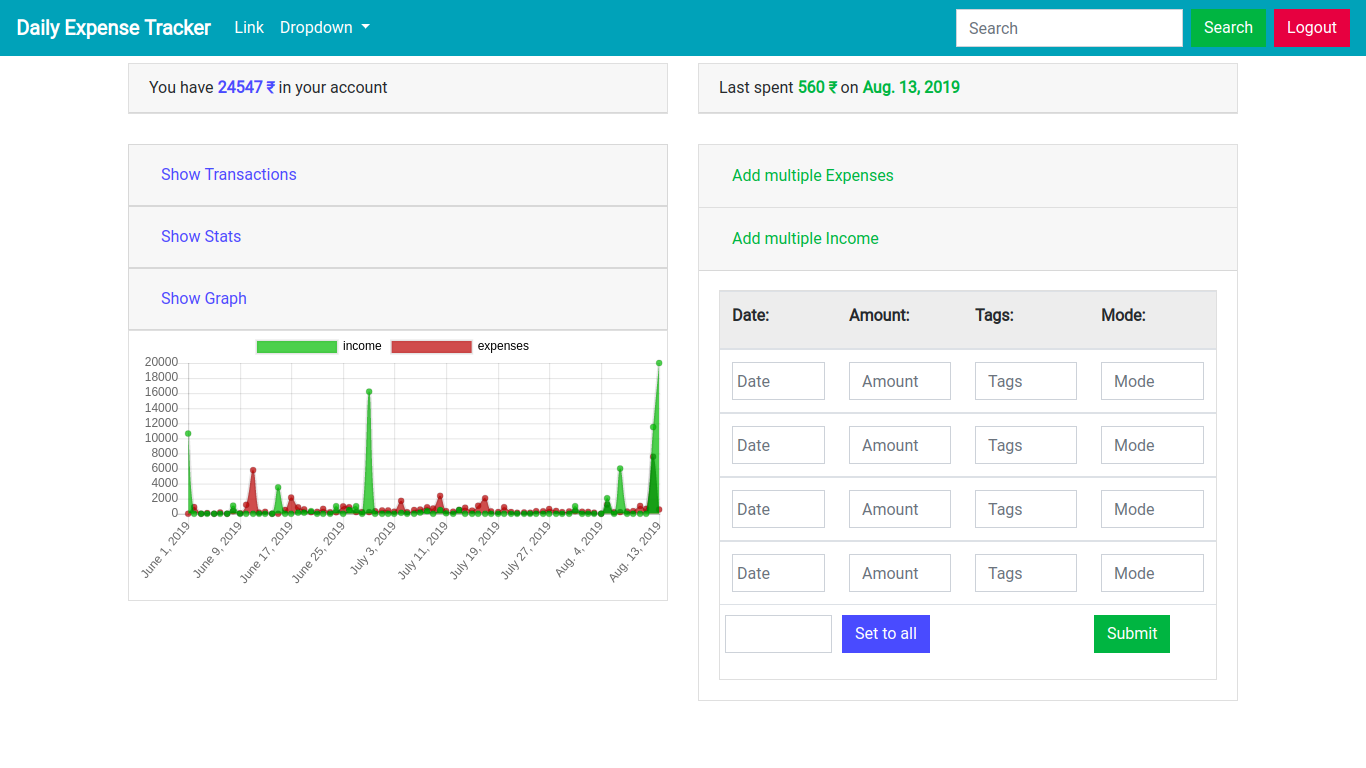 Daily Expense Tracker Link Dropdown Search Search Logout
You have 24547 ₹ in your account
Last spent 560 ₹ on Aug. 13, 2019
Show Transactions
Show Stats
Show Graph
income expenses
20000
18000
16000
14000
12000
10000
8000
6000
4000
2000
0
June 1, 2019
June 9, 2019
June 17, 2019
June 25, 2019
July 3, 2019
July 11, 2019
July 19, 2019
July 27, 2019
Aug. 4, 2019
Aug. 13, 2019
Add multiple Expenses
Add multiple Income
Date: Amount: Tags: Mode:
Date Amount Tags Mode
Date Amount Tags Mode
Date Amount Tags Mode
Date Amount Tags Mode
Set to all Submit